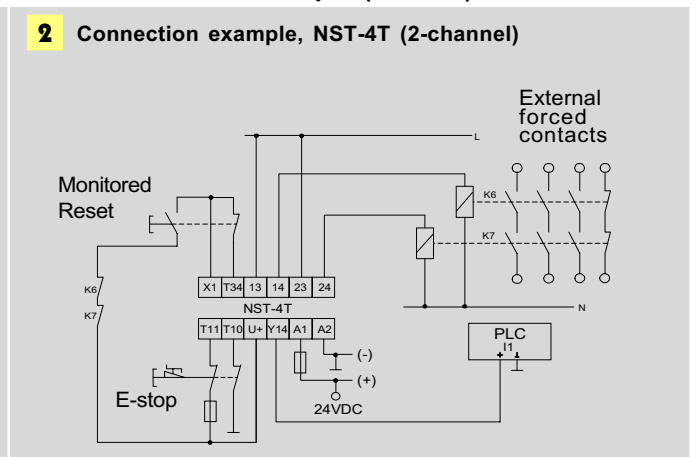 2 Connection example, NST-4T (2-channel)
External
forced
contacts
L
Monitored
Reset
K6
K7
X1 T34 13 14 23 24
K6
NST-4T
N
K7
T11 T10 U+ Y14 A1 A2
PLC
I1
+
(-)
(+)
E-stop
24VDC